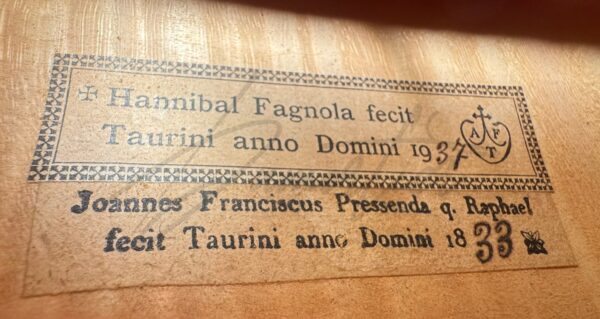 ✠ Hannibal Fagnola fecit
Taurini anno Domini 1937
A F
T
Joannes Franciscus Pressenda q. Raphael
fecit Taurini anno Domini 1833